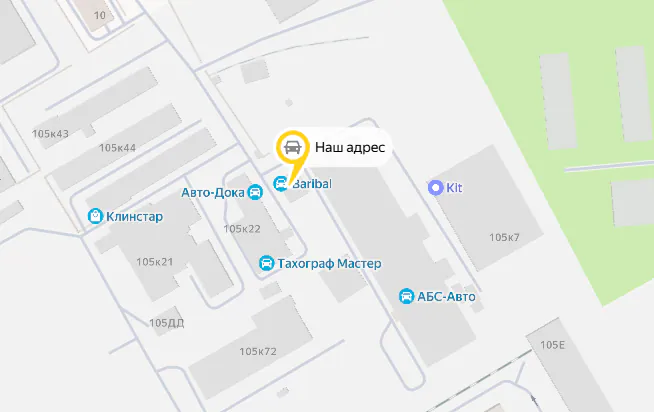 10
105к43
105к44
Наш адрес
Авто-Дока
Baribal
Kit
Клинстар
105к22
105к7
105к21
Тахограф Мастер
АБС-Авто
105ДД
105к72
105Е